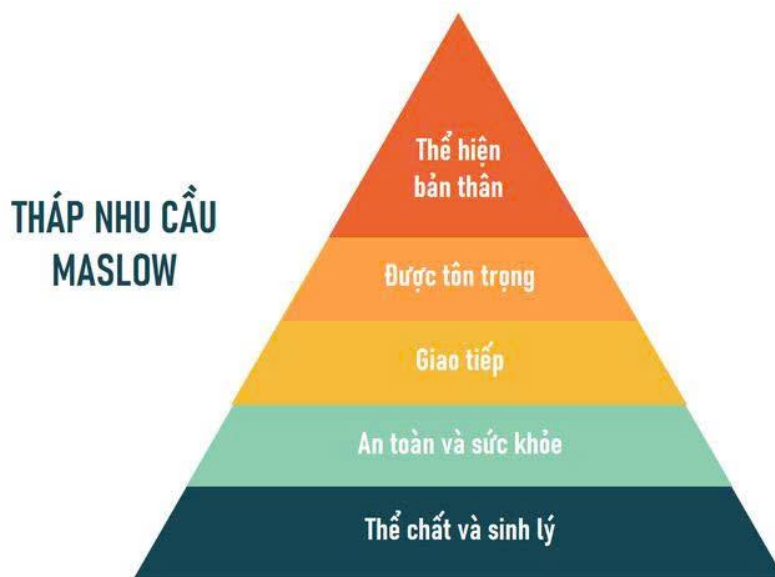 THÁP NHU CẦU
MASLOW
Thể hiện
bản thân
Được tôn trọng
Giao tiếp
An toàn và sức khỏe
Thể chất và sinh lý